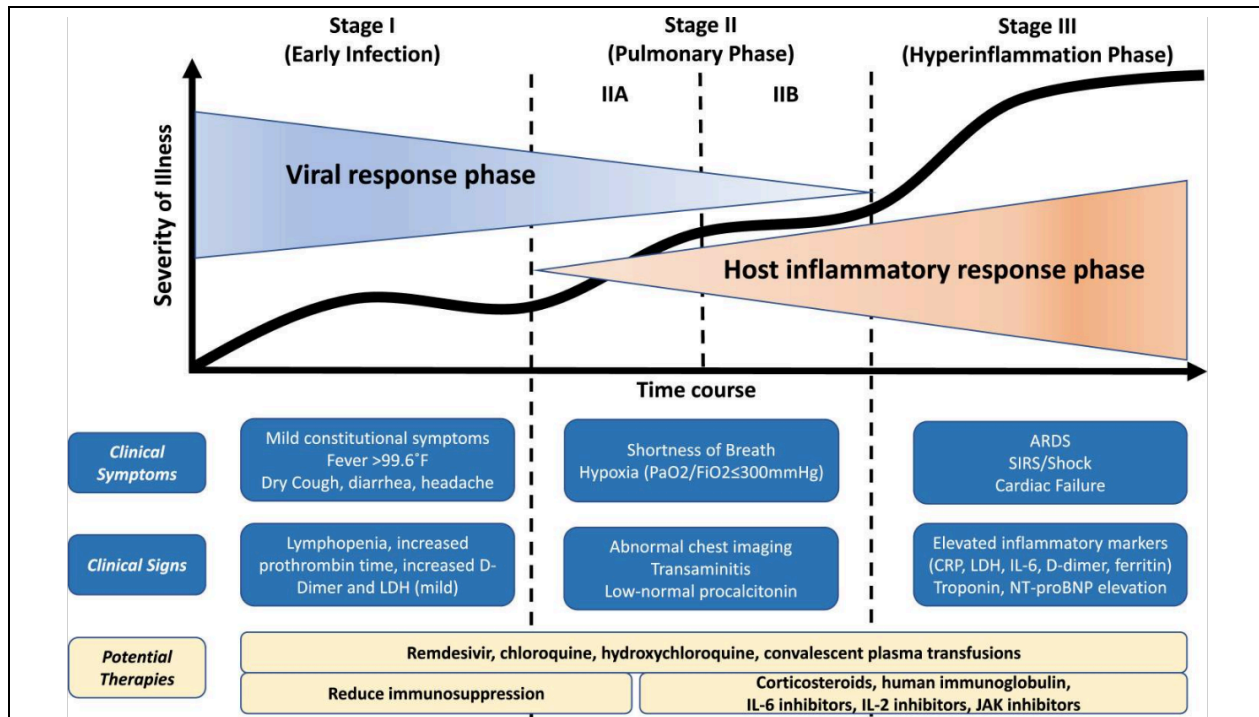 Stage I
(Early Infection)
Stage II
(Pulmonary Phase)
Stage III
(Hyperinflammation Phase)
IIA
IIB
Severity of Illness
Viral response phase
Host inflammatory response phase
Time course
Clinical
Symptoms
Mild constitutional symptoms
Fever >99.6°F
Dry Cough, diarrhea, headache
Shortness of Breath
Hypoxia (PaO2/FiO2≤300mmHg)
ARDS
SIRS/Shock
Cardiac Failure
Clinical Signs
Lymphopenia, increased
prothrombin time, increased D-
Dimer and LDH (mild)
Abnormal chest imaging
Transaminitis
Low-normal procalcitonin
Elevated inflammatory markers
(CRP, LDH, IL-6, D-dimer, ferritin)
Troponin, NT-proBNP elevation
Potential
Therapies
Remdesivir, chloroquine, hydroxychloroquine, convalescent plasma transfusions
Reduce immunosuppression
Corticosteroids, human immunoglobulin,
IL-6 inhibitors, IL-2 inhibitors, JAK inhibitors